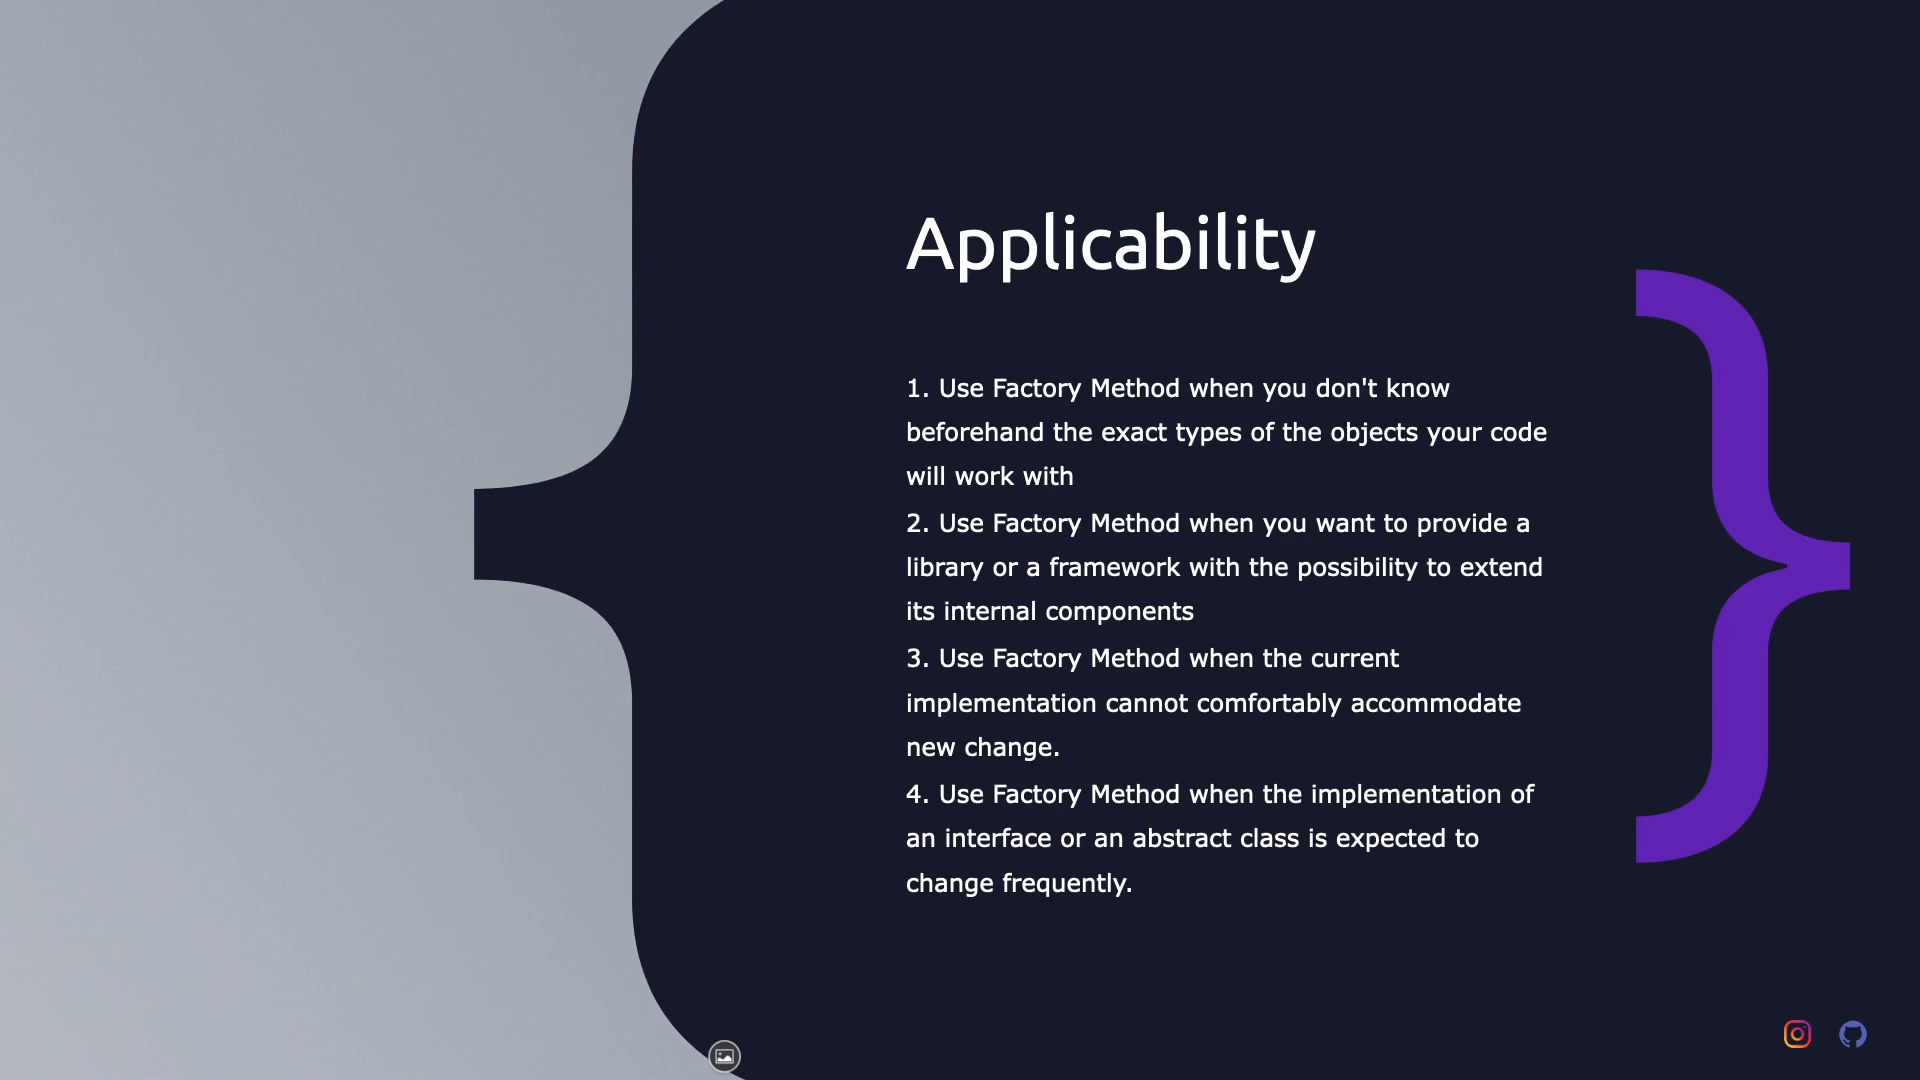 Applicability
1. Use Factory Method when you don't know
beforehand the exact types of the objects your code
will work with
2. Use Factory Method when you want to provide a
library or a framework with the possibility to extend
its internal components
3. Use Factory Method when the current
implementation cannot comfortably accommodate
new change.
4. Use Factory Method when the implementation of
an interface or an abstract class is expected to
change frequently.